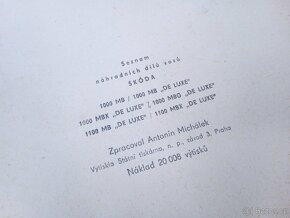 Seznam
náhradních dílů vozů
ŠKODA
1000 MB / 1000 MB „DE LUXE"
1000 MBX „DE LUXE" / 1000 MBG „DE LUXE"
1100 MB „DE LUXE" / 1100 MBX „DE LUXE"
Zpracoval Antonín Michálek
Vytiskla Státní tiskárna, n. p., závod 3, Praha
Náklad 20 008 výtisků